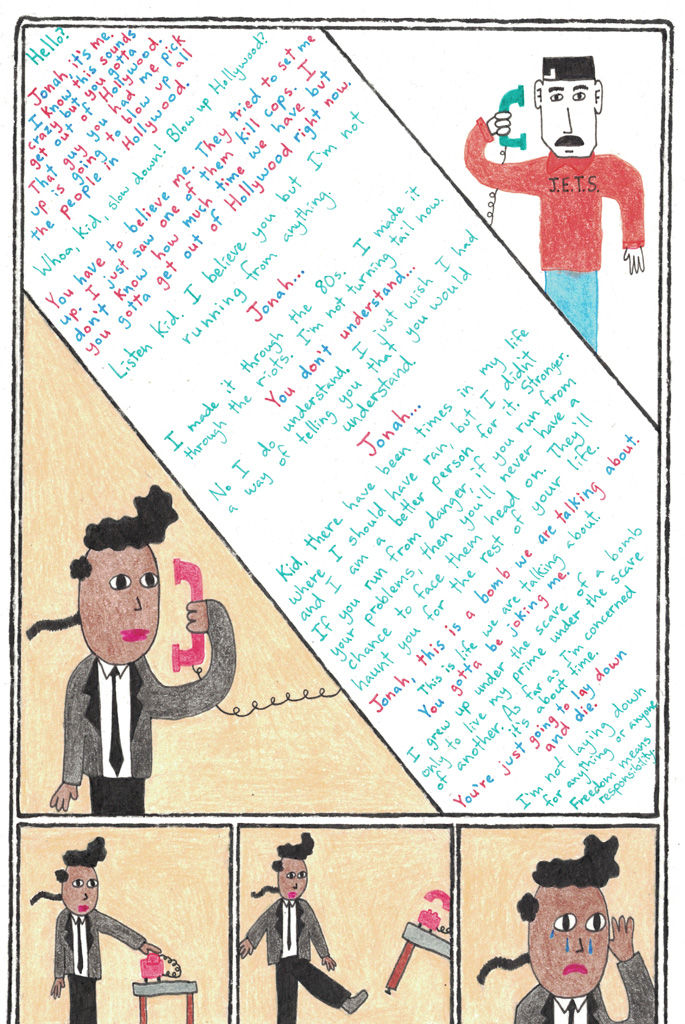 Hello?
Jonah, it's me.
I know this sounds
crazy but you gotta
get out of Hollywood.
That guy you had me pick
up is going to blow up all
the people in Hollywood
Whoa, kid, slow down! Blow up Hollywood?
You have to believe me. They tried to set me
up. I just saw one of them kill cops. I
don't know how much time we have but
you gotta get out of Hollywood right now.
Listen kid. I believe you but I'm not
running from anything
Jonah...
I made it through the 80s. I made it
through the riots. I'm not turning tail now.
You don't understand...
No I do understand, I just wish I had
a way of telling you that you would
understand.
Jonah...
Kid, there have been times in my life
where I should have ran, but I didn't
and I am a better person for it. Stronger.
If you run from danger, if you run from
your problems, then you'll never have a
chance to face them head on. They'll
haunt you for the rest of your life.
Jonah, this is a bomb we are talking about.
This is life we are talking about
You gotta be joking me.
I grew up under the scare of a bomb
only to live my prime under the scare
of another. As far as I'm concerned
it's about time.
You're just going to lay down
and die.
I'm not laying down
for anything or anyone.
Freedom means
responsibility.
J.E.T.S.